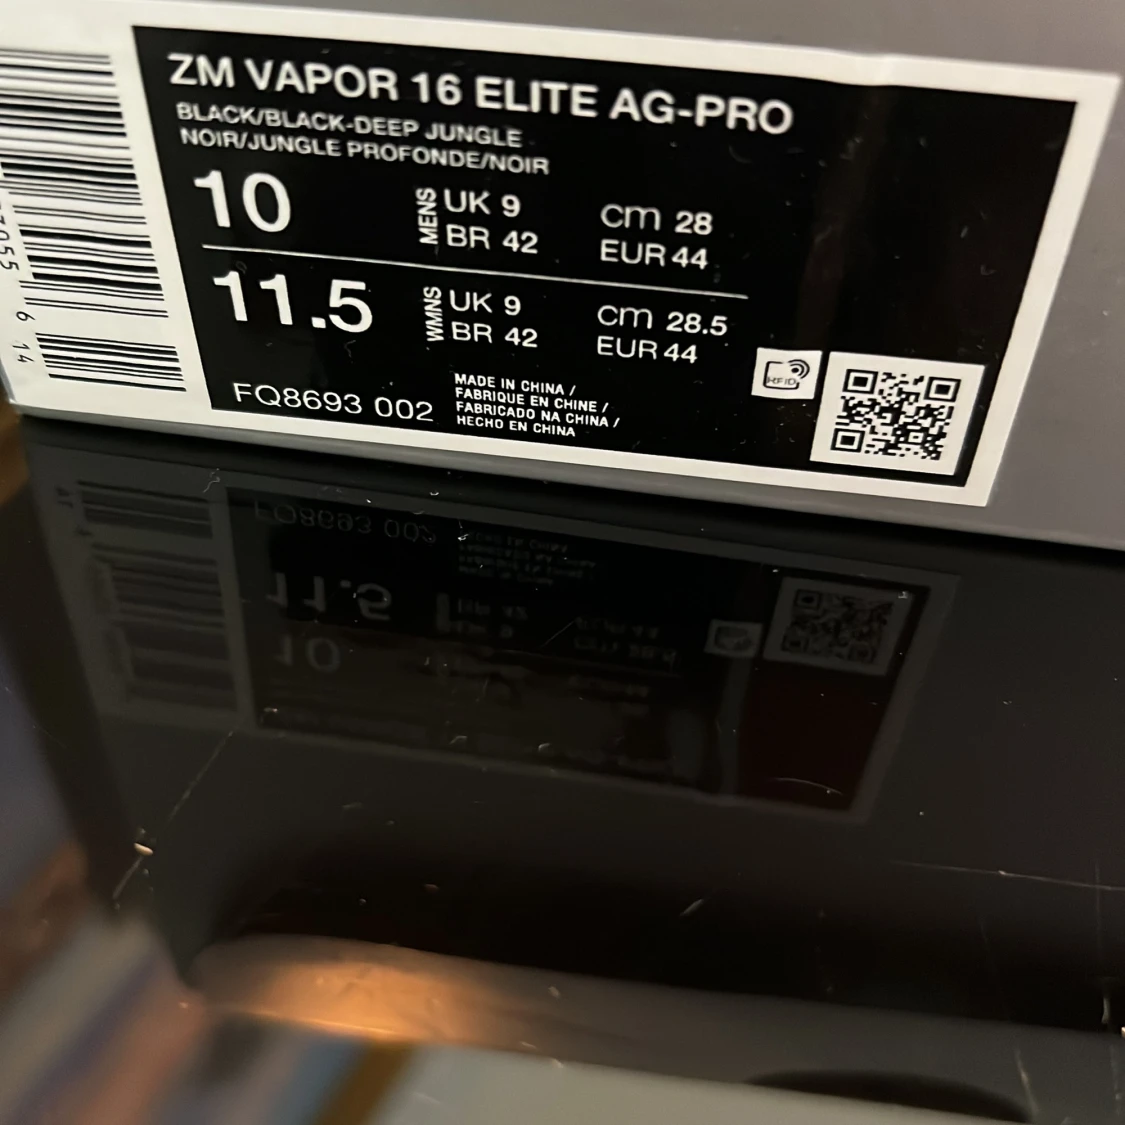 ZM VAPOR 16 ELITE AG-PRO
BLACK/BLACK-DEEP JUNGLE
NOIR/JUNGLE PROFONDE/NOIR
10
MENS
UK 9
BR 42
cm 28
EUR 44
11.5
WMNS
UK 9
BR 42
cm 28.5
EUR 44
RFID
FQ8693 002
MADE IN CHINA /
FABRIQUE EN CHINE /
FABRICADO NA CHINA /
HECHO EN CHINA
6 14